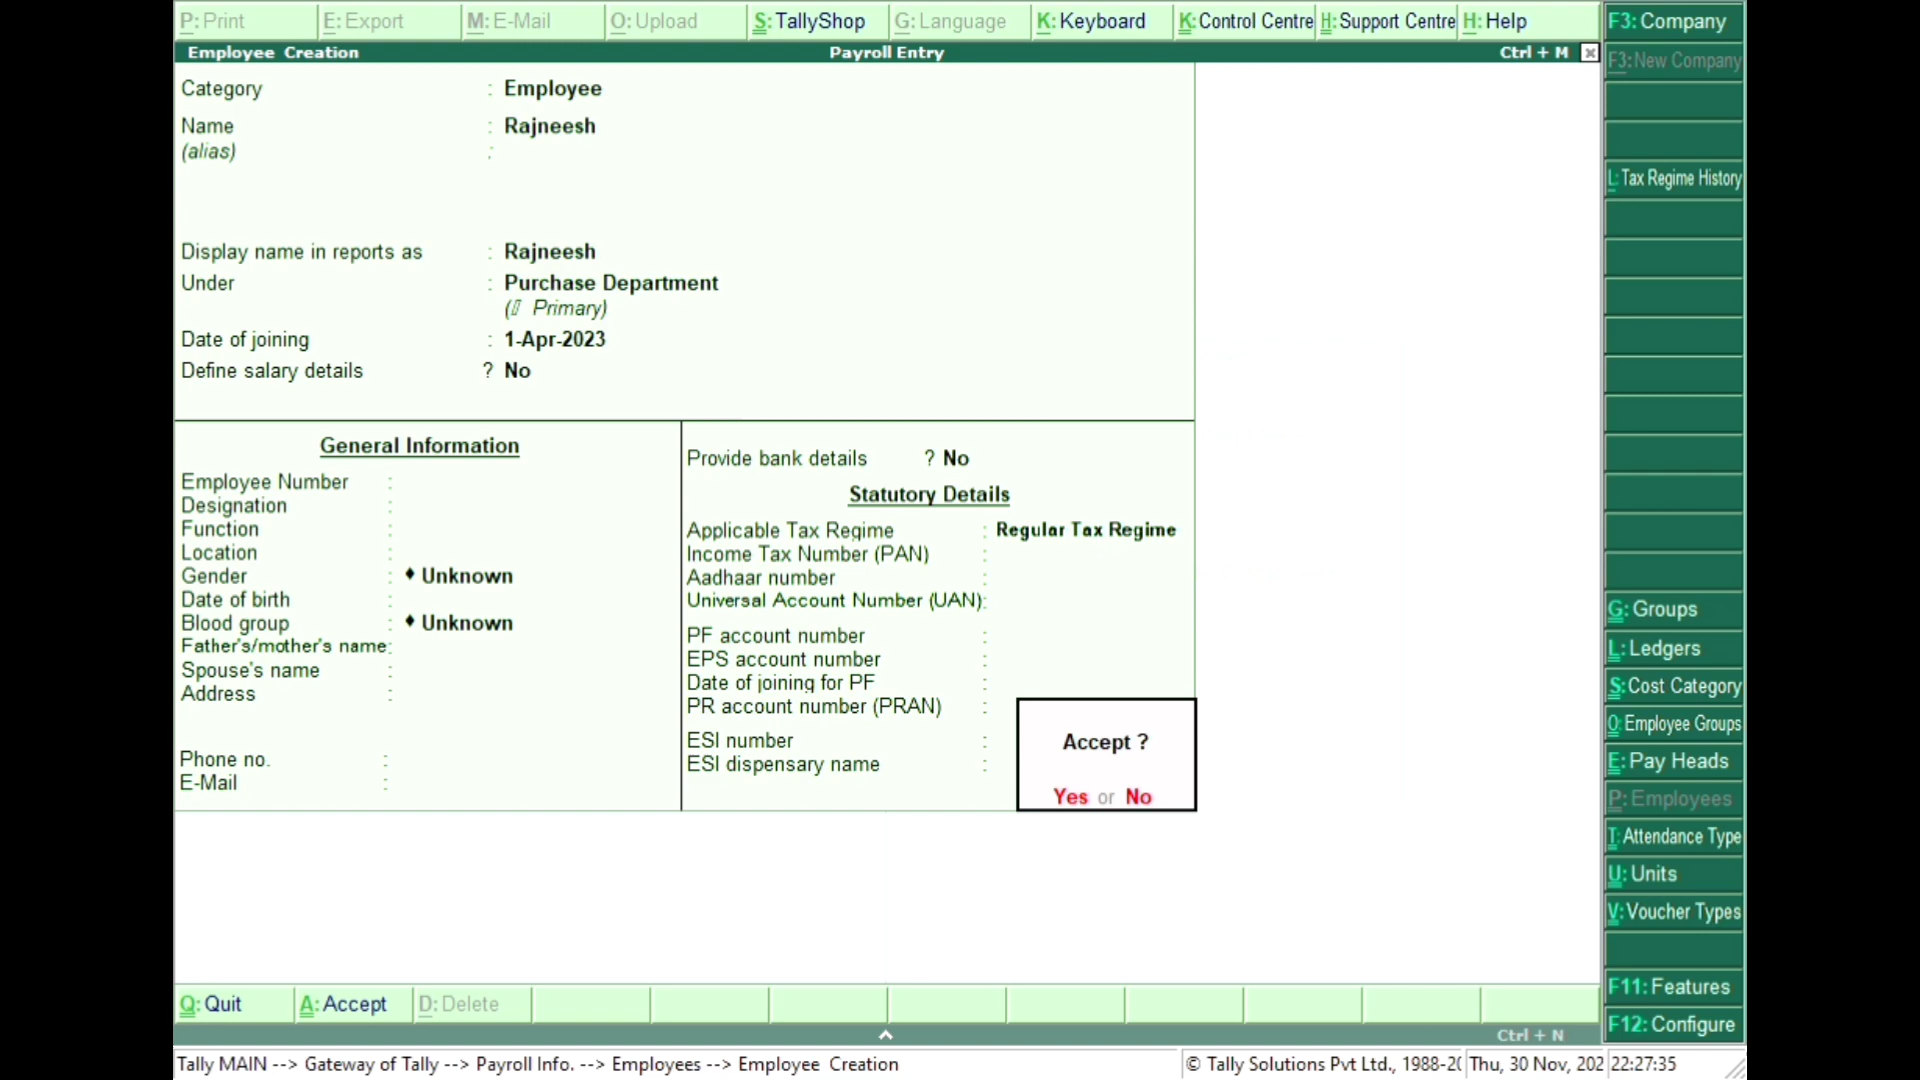 P: Print E: Export M: E-Mail O: Upload S: TallyShop G: Language K: Keyboard K: Control Centre H: Support Centre H: Help F3: Company
Employee Creation Payroll Entry Ctrl + M
F3: New Company
Category : Employee
Name : Rajneesh
(alias) :
L: Tax Regime History
Display name in reports as : Rajneesh
Under : Purchase Department
( Primary)
Date of joining : 1-Apr-2023
Define salary details ? No
General Information
Employee Number :
Designation :
Function :
Location :
Gender : ♦ Unknown
Date of birth :
Blood group : ♦ Unknown
Father's/mother's name:
Spouse's name :
Address :
Phone no. :
E-Mail :
Provide bank details ? No
Statutory Details
Applicable Tax Regime : Regular Tax Regime
Income Tax Number (PAN) :
Aadhaar number :
Universal Account Number (UAN):
PF account number :
EPS account number :
Date of joining for PF :
PR account number (PRAN) :
ESI number :
ESI dispensary name :
Accept ?
Yes or No
G: Groups
L: Ledgers
S: Cost Category
O: Employee Groups
E: Pay Heads
P: Employees
T: Attendance Type
U: Units
V: Voucher Types
F11: Features
F12: Configure
Q: Quit A: Accept D: Delete
Ctrl + N
Tally MAIN --> Gateway of Tally --> Payroll Info. --> Employees --> Employee Creation © Tally Solutions Pvt Ltd., 1988-20 Thu, 30 Nov, 202 22:27:35